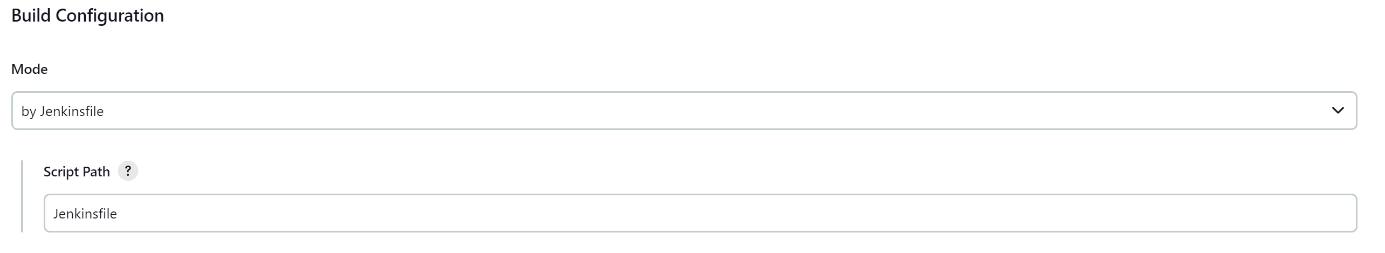 Build Configuration
Mode
by Jenkinsfile
Script Path ?
Jenkinsfile